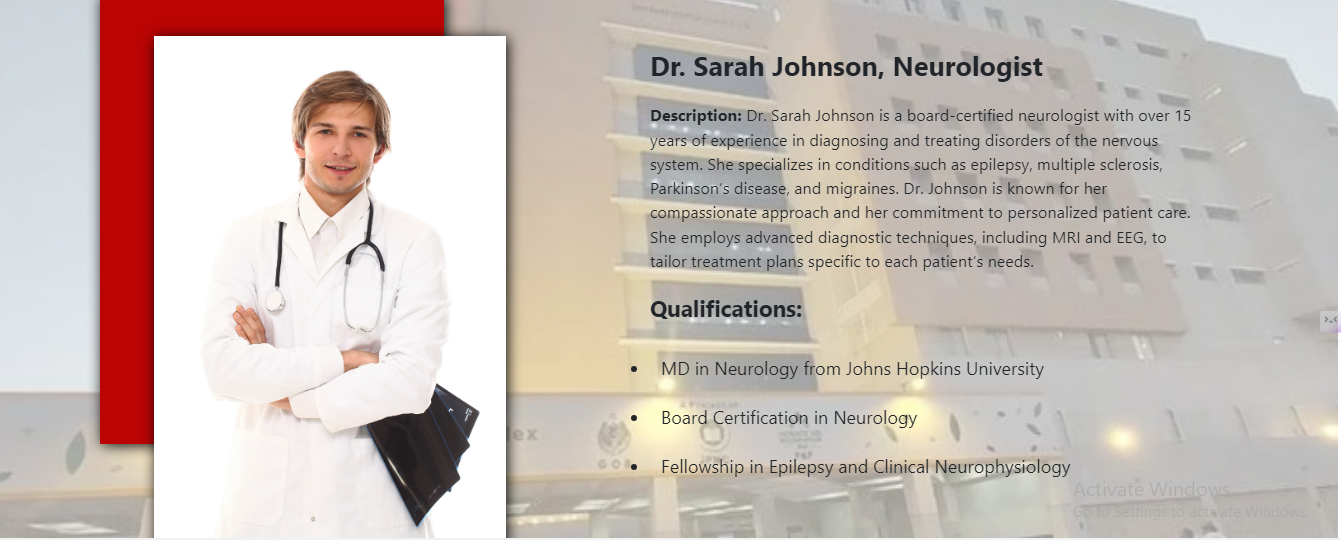 Dr. Sarah Johnson, Neurologist
Description: Dr. Sarah Johnson is a board-certified neurologist with over 15
years of experience in diagnosing and treating disorders of the nervous
system. She specializes in conditions such as epilepsy, multiple sclerosis,
Parkinson's disease, and migraines. Dr. Johnson is known for her
compassionate approach and her commitment to personalized patient care.
She employs advanced diagnostic techniques, including MRI and EEG, to
tailor treatment plans specific to each patient's needs.
Qualifications:
• MD in Neurology from Johns Hopkins University
• Board Certification in Neurology
• Fellowship in Epilepsy and Clinical Neurophysiology
GOB
Activate Windows
Go to Settings to activate Windows.